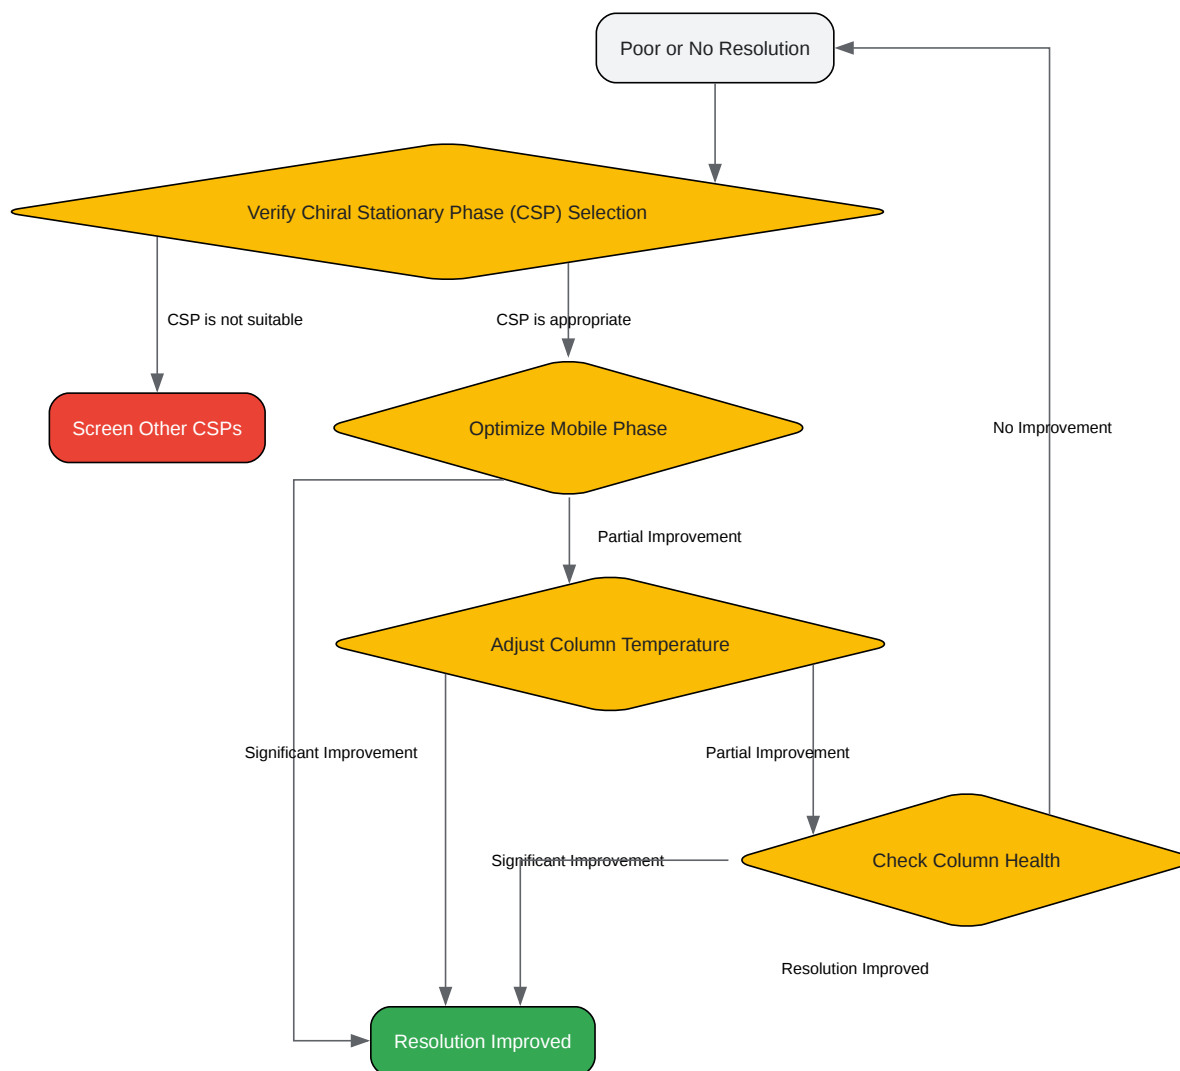 Poor or No Resolution
Verify Chiral Stationary Phase (CSP) Selection
CSP is not suitable
CSP is appropriate
Screen Other CSPs
Optimize Mobile Phase
No Improvement
Partial Improvement
Adjust Column Temperature
Significant Improvement
Partial Improvement
Significant Improvement
Check Column Health
Resolution Improved
Resolution Improved